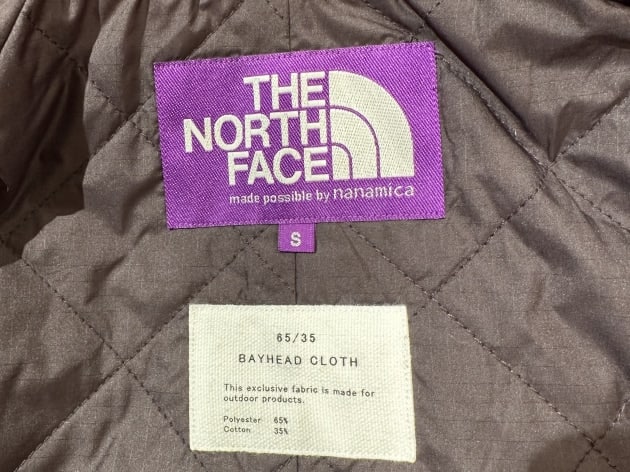 THE
NORTH
FACE
made possible by nanamica
S
65/35
BAYHEAD CLOTH
This exclusive fabric is made for
outdoor products.
Polyester 65%
Cotton 35%